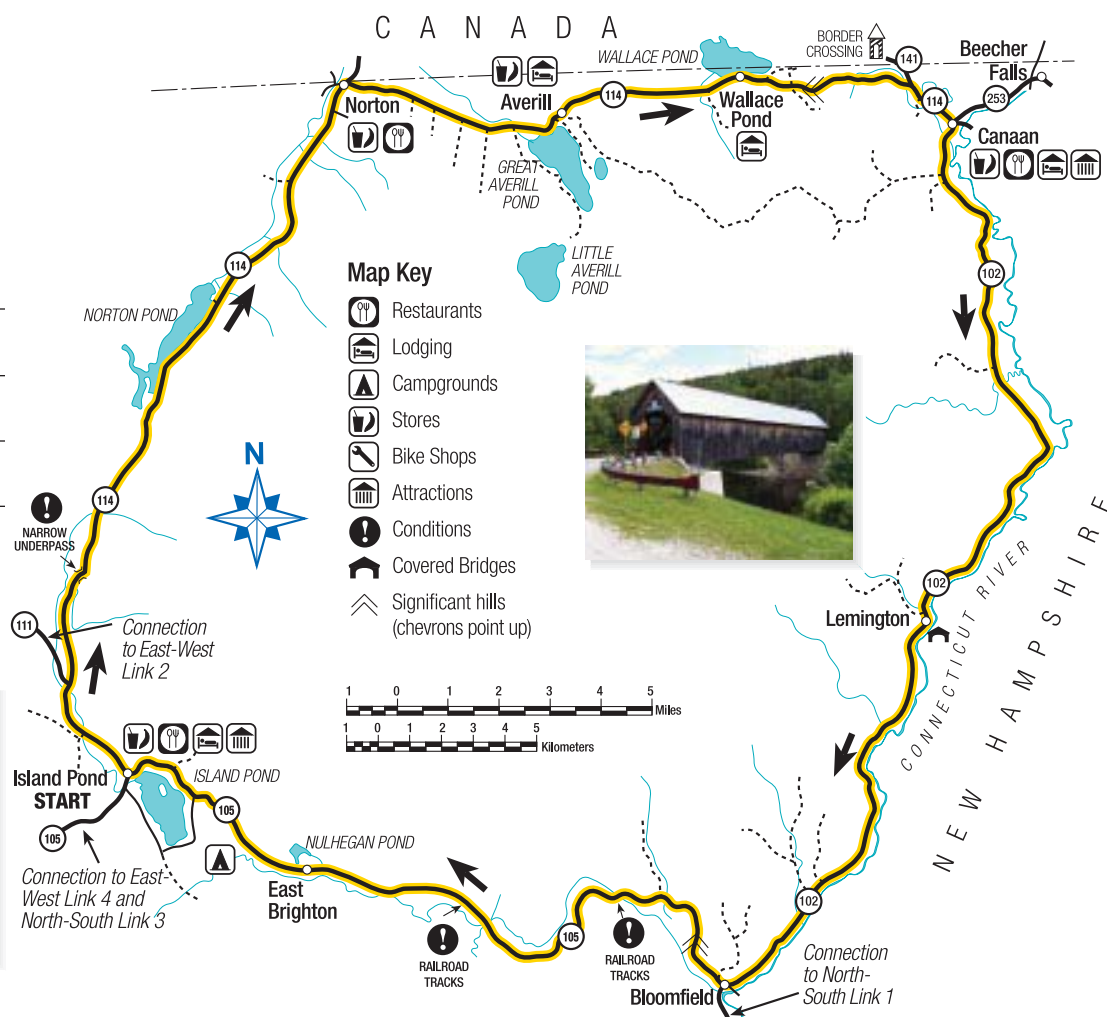 CANADA
BORDER
CROSSING
WALLACE POND
141
Beecher
Falls
253
Norton
Averill
114
Wallace
Pond
114
Canaan
GREAT
AVERILL
POND
LITTLE
AVERILL
POND
102
114
NORTON POND
Map Key
Restaurants
Lodging
Campgrounds
Stores
Bike Shops
Attractions
Conditions
Covered Bridges
Significant hills
(chevrons point up)
N
114
NARROW
UNDERPASS
111
Connection
to East-West
Link 2
102
Lemington
CONNECTICUT RIVER
NEW HAMPSHIRE
1 0 1 2 3 4 5
Miles
1 0 1 2 3 4 5
Kilometers
Island Pond
START
ISLAND POND
105
105
Connection to East-
West Link 4 and
North-South Link 3
NULHEGAN POND
East
Brighton
RAILROAD
TRACKS
105
RAILROAD
TRACKS
102
Bloomfield
Connection
to North-
South Link 1